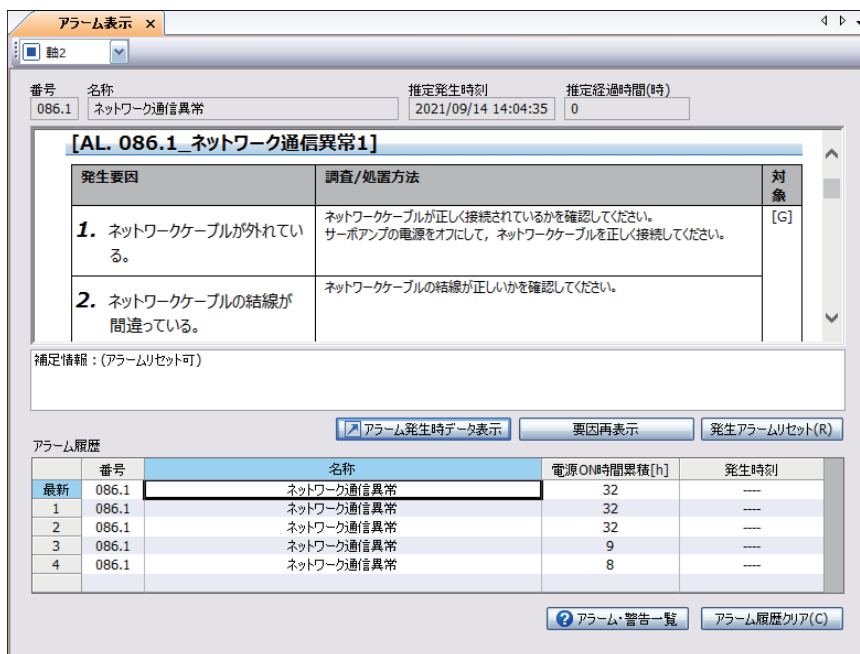 アラーム表示
軸2
番号 名称 推定発生時刻 推定経過時間(時)
086.1 ネットワーク通信異常 2021/09/14 14:04:35 0
[AL. 086.1_ネットワーク通信異常1]
発生要因 調査/処置方法 対象
1. ネットワークケーブルが外れてい
る。
ネットワークケーブルが正しく接続されているかを確認してください。
サーボアンプの電源をオフにして，ネットワークケーブルを正しく接続してください。
[G]
2. ネットワークケーブルの結線が
間違っている。
ネットワークケーブルの結線が正しいかを確認してください。
補足情報：(アラームリセット可)
アラーム発生時データ表示 要因再表示 発生アラームリセット(R)
アラーム履歴
番号 名称 電源ON時間累積[h] 発生時刻
最新 086.1 ネットワーク通信異常 32 ----
1 086.1 ネットワーク通信異常 32 ----
2 086.1 ネットワーク通信異常 32 ----
3 086.1 ネットワーク通信異常 9 ----
4 086.1 ネットワーク通信異常 8 ----
アラーム・警告一覧 アラーム履歴クリア(C)